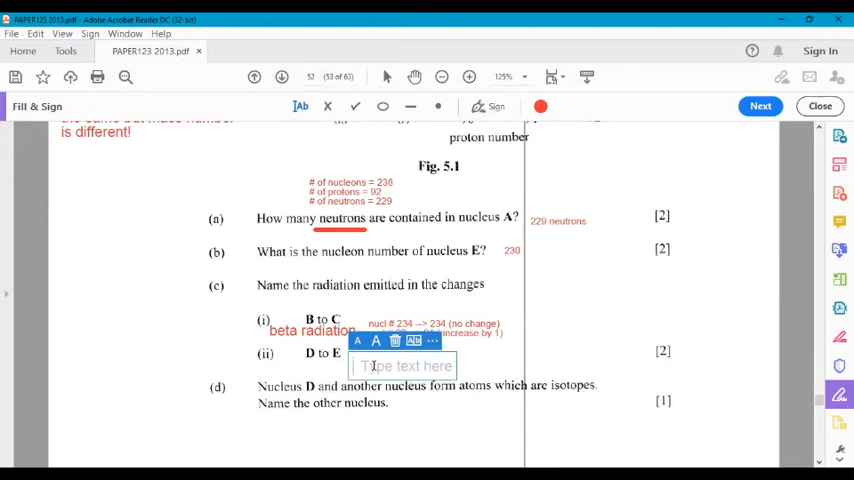 PAPER123 2013.pdf - Adobe Acrobat Reader DC (32-bit)
File Edit View Sign Window Help
Home Tools PAPER123 2013.pdf × Sign In
52 (53 of 63) 125%
Fill & Sign Ab Sign Next Close
the same but mass number
is different!
proton number
Fig. 5.1
# of nucleons = 238
# of protons = 92
# of neutrons = 229
(a) How many neutrons are contained in nucleus A? 229 neutrons [2]
(b) What is the nucleon number of nucleus E? 230 [2]
(c) Name the radiation emitted in the changes
(i) B to C nucl # 234 --> 234 (no change)
beta radiation (increase by 1)
A A Ab
(ii) D to E [2]
Type text here
(d) Nucleus D and another nucleus form atoms which are isotopes.
Name the other nucleus. [1]